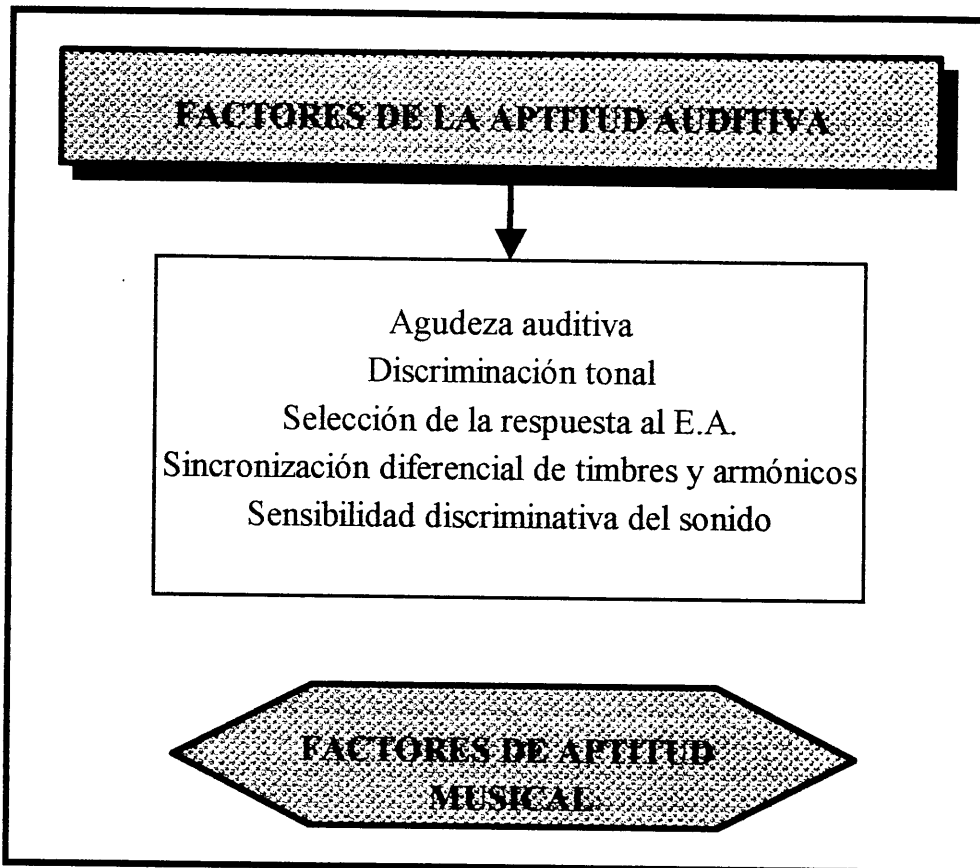 FACTORES DE LA APTITUD AUDITIVA
Agudeza auditiva
Discriminación tonal
Selección de la respuesta al E.A.
Sincronización diferencial de timbres y armónicos
Sensibilidad discriminativa del sonido
FACTORES DE APTITUD
MUSICAL